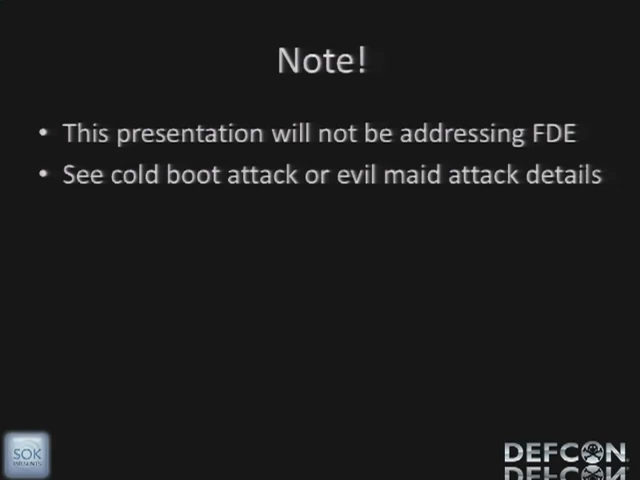 Note!
• This presentation will not be addressing FDE
• See cold boot attack or evil maid attack details
SOK
DEFCON